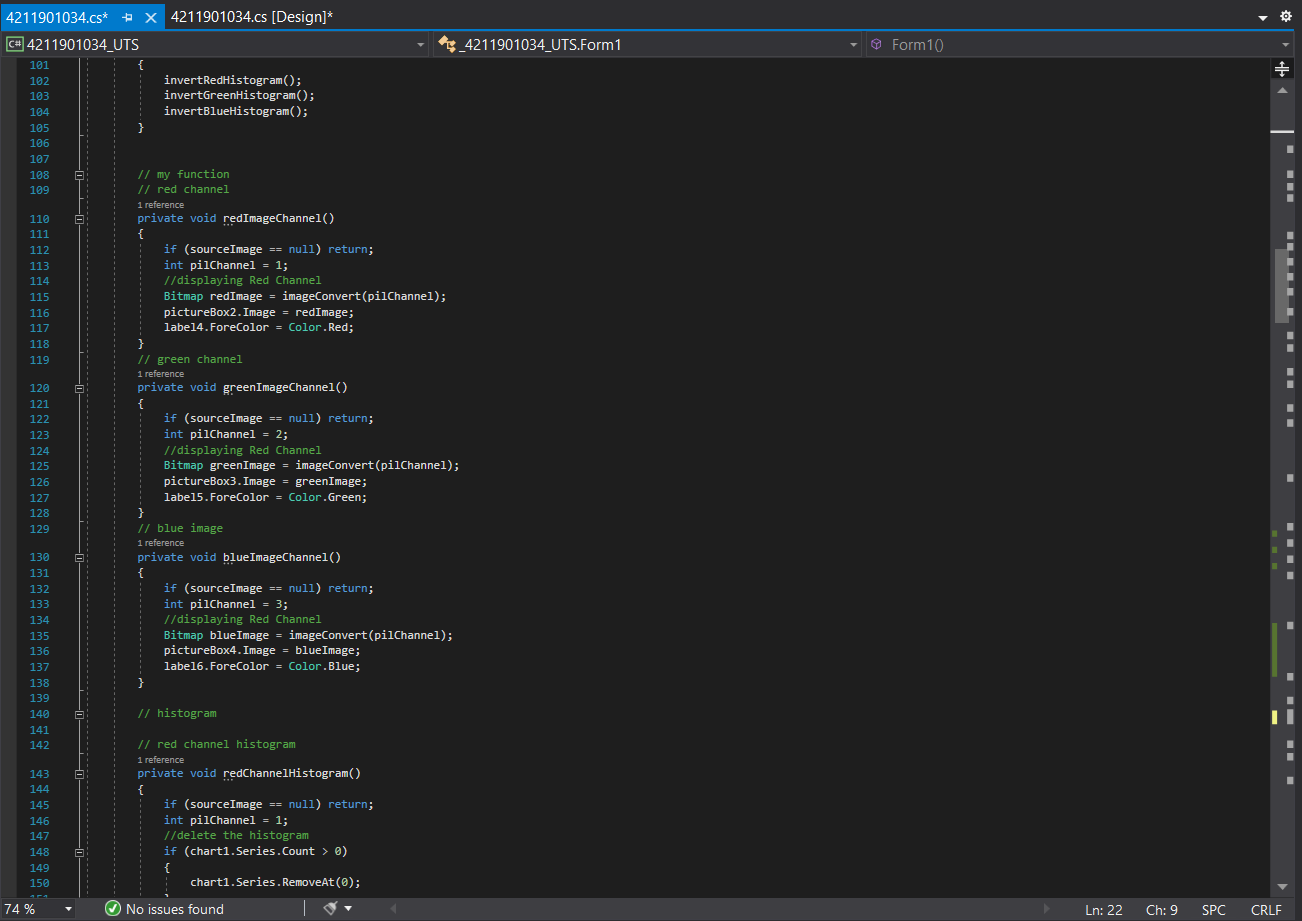 4211901034.cs*
4211901034.cs [Design]*
C# 4211901034_UTS
_4211901034_UTS.Form1
Form1()
101 {
102 invertRedHistogram();
103 invertGreenHistogram();
104 invertBlueHistogram();
105 }
106
107
108 // my function
109 // red channel
1 reference
110 private void redImageChannel()
111 {
112 if (sourceImage == null) return;
113 int pilChannel = 1;
114 //displaying Red Channel
115 Bitmap redImage = imageConvert(pilChannel);
116 pictureBox2.Image = redImage;
117 label4.ForeColor = Color.Red;
118 }
119 // green channel
1 reference
120 private void greenImageChannel()
121 {
122 if (sourceImage == null) return;
123 int pilChannel = 2;
124 //displaying Red Channel
125 Bitmap greenImage = imageConvert(pilChannel);
126 pictureBox3.Image = greenImage;
127 label5.ForeColor = Color.Green;
128 }
129 // blue image
1 reference
130 private void blueImageChannel()
131 {
132 if (sourceImage == null) return;
133 int pilChannel = 3;
134 //displaying Red Channel
135 Bitmap blueImage = imageConvert(pilChannel);
136 pictureBox4.Image = blueImage;
137 label6.ForeColor = Color.Blue;
138 }
139
140 // histogram
141
142 // red channel histogram
1 reference
143 private void redChannelHistogram()
144 {
145 if (sourceImage == null) return;
146 int pilChannel = 1;
147 //delete the histogram
148 if (chart1.Series.Count > 0)
149 {
150 chart1.Series.RemoveAt(0);
74 %
No issues found
Ln: 22
Ch: 9
SPC
CRLF